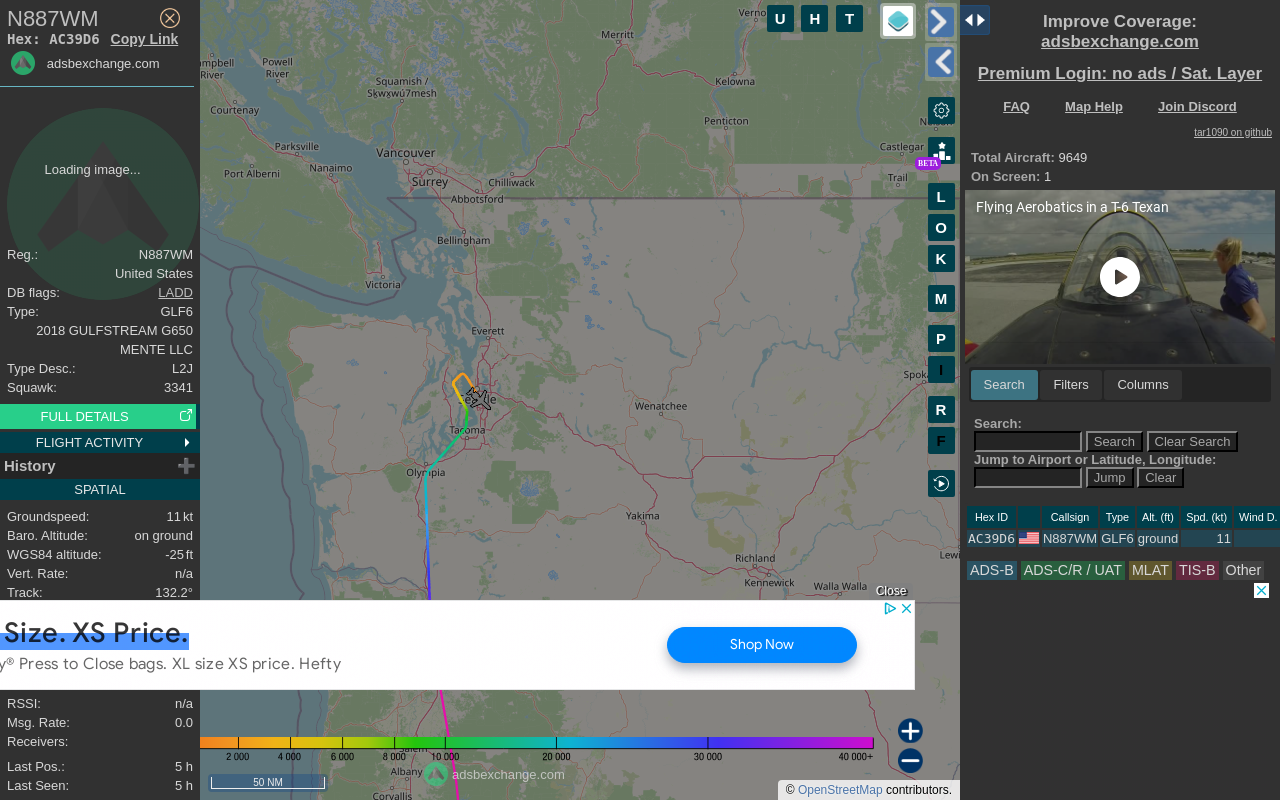 N887WM
Hex: AC39D6 Copy Link
adsbexchange.com
Loading image...
Reg.: N887WM
United States
DB flags: LADD
Type: GLF6
2018 GULFSTREAM G650
MENTE LLC
Type Desc.: L2J
Squawk: 3341
FULL DETAILS
FLIGHT ACTIVITY
History
SPATIAL
Groundspeed: 11 kt
Baro. Altitude: on ground
WGS84 altitude: -25 ft
Vert. Rate: n/a
Track: 132.2°
Size. XS Price.
y® Press to Close bags. XL size XS price. Hefty
Shop Now
Close
RSSI: n/a
Msg. Rate: 0.0
Receivers:
Last Pos.: 5 h
Last Seen: 5 h
U H T
BETA
L
O
K
M
P
I
R
F
Merritt
Powell
River
River
Squamish /
Sḵwx̱wú7mesh
Kelowna
Courtenay
Penticton
Parksville
Vancouver
Castlegar
Nanaimo
Port Alberni
Surrey
Chilliwack
Trail
Abbotsford
Bellingham
Victoria
Everett
Wenatchee
Tacoma
Olympia
Yakima
Richland
Kennewick
Walla Walla
Albany
Corvallis
2 000 4 000 6 000 8 000 10 000 20 000 30 000 40 000+
adsbexchange.com
50 NM
© OpenStreetMap contributors.
Improve Coverage:
adsbexchange.com
Premium Login: no ads / Sat. Layer
FAQ Map Help Join Discord
tar1090 on github
Total Aircraft: 9649
On Screen: 1
Flying Aerobatics in a T-6 Texan
Search Filters Columns
Search:
Search Clear Search
Jump to Airport or Latitude, Longitude:
Jump Clear
Hex ID Callsign Type Alt. (ft) Spd. (kt) Wind D.
AC39D6 N887WM GLF6 ground 11
ADS-B ADS-C/R / UAT MLAT TIS-B Other